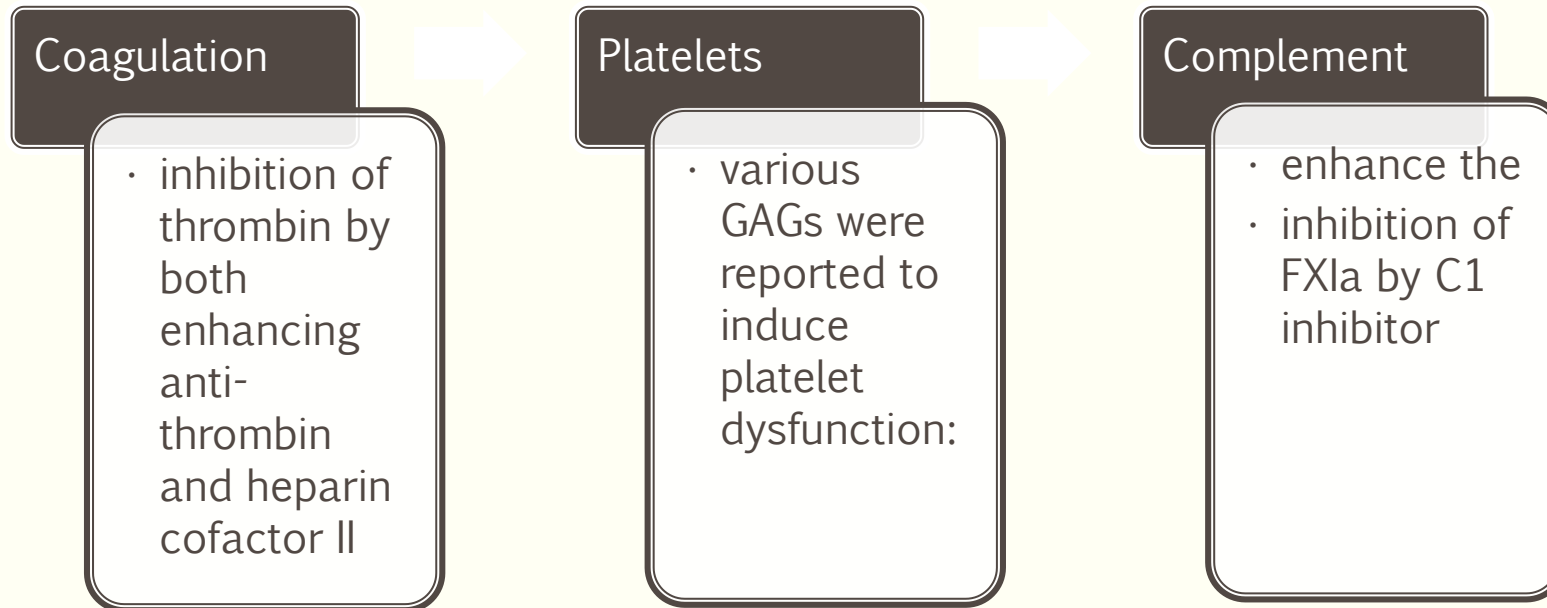 Coagulation
· inhibition of
thrombin by
both
enhancing
anti-
thrombin
and heparin
cofactor II
Platelets
· various
GAGs were
reported to
induce
platelet
dysfunction:
Complement
· enhance the
· inhibition of
FXIa by C1
inhibitor